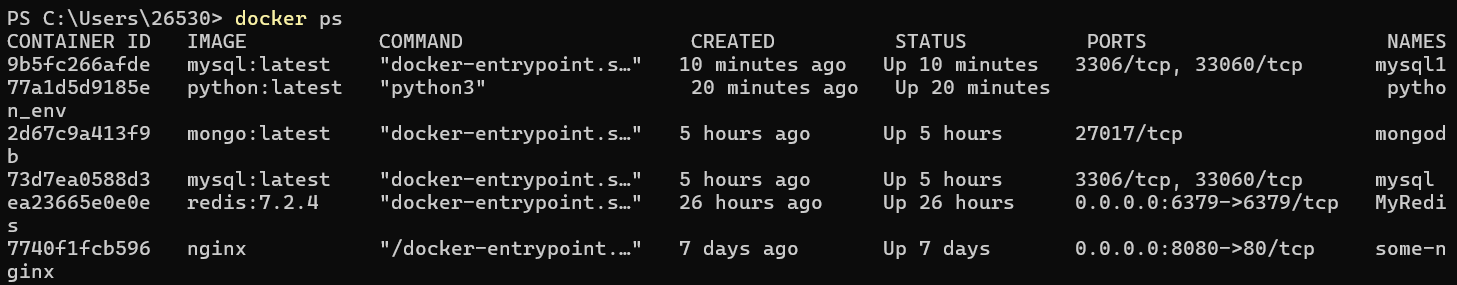 PS C:\Users\26530> docker ps
CONTAINER ID   IMAGE           COMMAND                   CREATED          STATUS          PORTS                    NAMES
9b5fc266afde   mysql:latest    "docker-entrypoint.s…"   10 minutes ago   Up 10 minutes   3306/tcp, 33060/tcp      mysql1
77a1d5d9185e   python:latest   "python3"                 20 minutes ago   Up 20 minutes                            pytho
n_env
2d67c9a413f9   mongo:latest    "docker-entrypoint.s…"   5 hours ago      Up 5 hours      27017/tcp                mongod
b
73d7ea0588d3   mysql:latest    "docker-entrypoint.s…"   5 hours ago      Up 5 hours      3306/tcp, 33060/tcp      mysql
ea23665e0e0e   redis:7.2.4     "docker-entrypoint.s…"   26 hours ago     Up 26 hours     0.0.0.0:6379->6379/tcp   MyRedi
s
7740f1fcb596   nginx           "/docker-entrypoint.…"   7 days ago       Up 7 days       0.0.0.0:8080->80/tcp     some-n
ginx